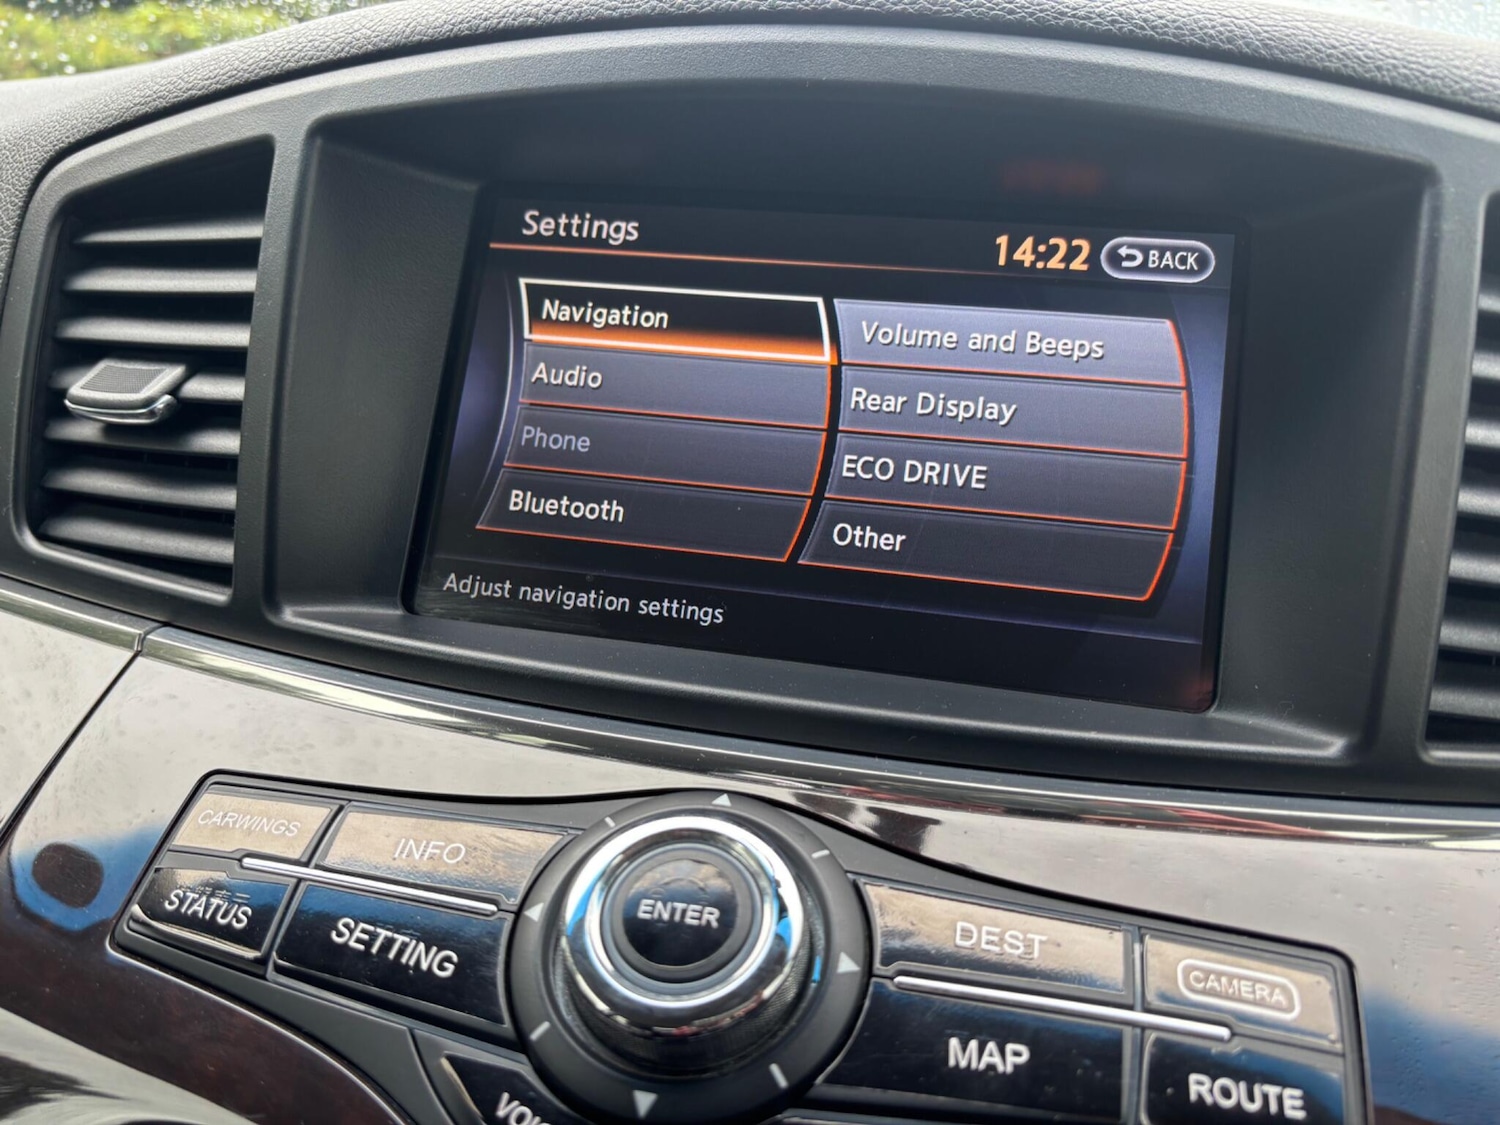 Settings
14:22
BACK
Navigation
Audio
Phone
Bluetooth
Volume and Beeps
Rear Display
ECO DRIVE
Other
Adjust navigation settings
CARWINGS
INFO
STATUS
SETTING
ENTER
DEST
CAMERA
MAP
ROUTE